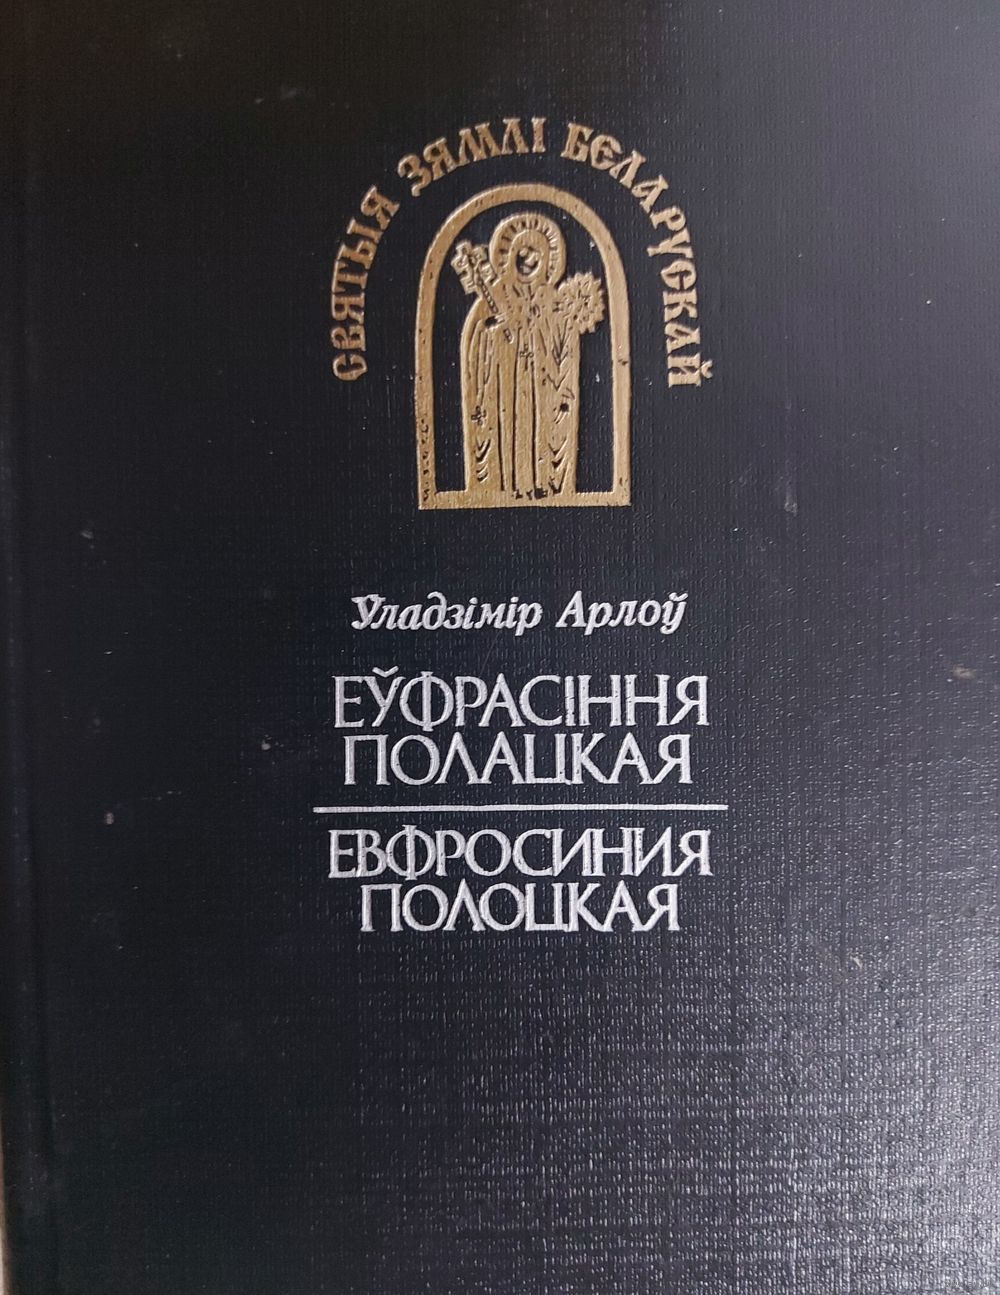 СВЯТЫЯ ЗЯМЛІ БЕЛАРУСКАЙ
Уладзімір Арлоў
ЕЎФРАСІННЯ
ПОЛАЦКАЯ
ЕВФРОСИНИЯ
ПОЛОЦКАЯ